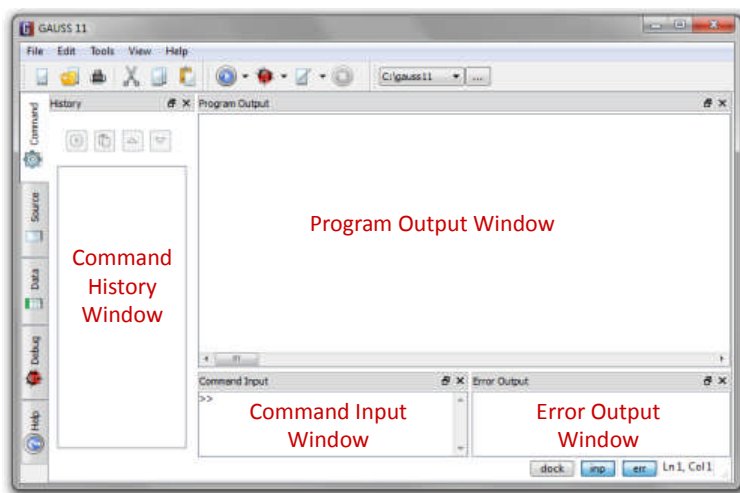 GAUSS 11
File Edit Tools View Help
C:\gauss11 ...
History
Program Output
Command
Source
Data
Debug
Help
Program Output Window
Command
History
Window
Command Input
>>
Command Input
Window
Error Output
Error Output
Window
dock inp err Ln 1, Col 1